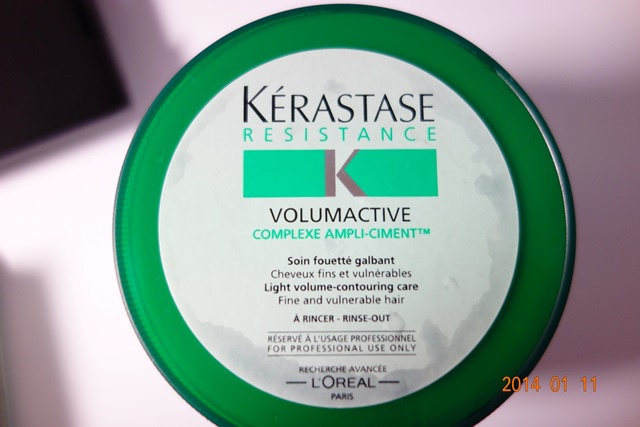 KÉRASTASE
RESISTANCE
K
VOLUMACTIVE
COMPLEXE AMPLI-CIMENT™
Soin fouetté galbant
Cheveux fins et vulnérables
Light volume-contouring care
Fine and vulnerable hair
À RINCER - RINSE-OUT
RÉSERVÉ À L'USAGE PROFESSIONNEL
FOR PROFESSIONAL USE ONLY
RECHERCHE AVANCÉE
L'ORÉAL
PARIS
2014 01 11